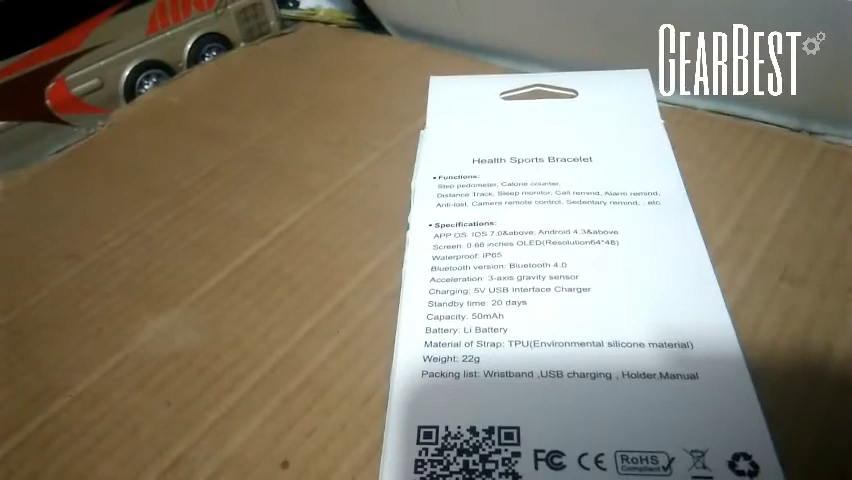 GEARBEST
Health Sports Bracelet
• Functions:
Step pedometer, Calorie counter,
Distance Track, Sleep monitor, Call remind, Alarm remind,
Anti-lost, Camera remote control, Sedentary remind, , etc.
• Specifications:
APP OS: IOS 7.0&above; Android 4.3&above
Screen: 0.66 inches OLED(Resolution64*48)
Waterproof: IP65
Bluetooth version: Bluetooth 4.0
Acceleration: 3-axis gravity sensor
Charging: 5V USB Interface Charger
Standby time: 20 days
Capacity: 50mAh
Battery: Li Battery
Material of Strap: TPU(Environmental silicone material)
Weight: 22g
Packing list: Wristband ,USB charging , Holder,Manual
FC CE RoHS
Compliant